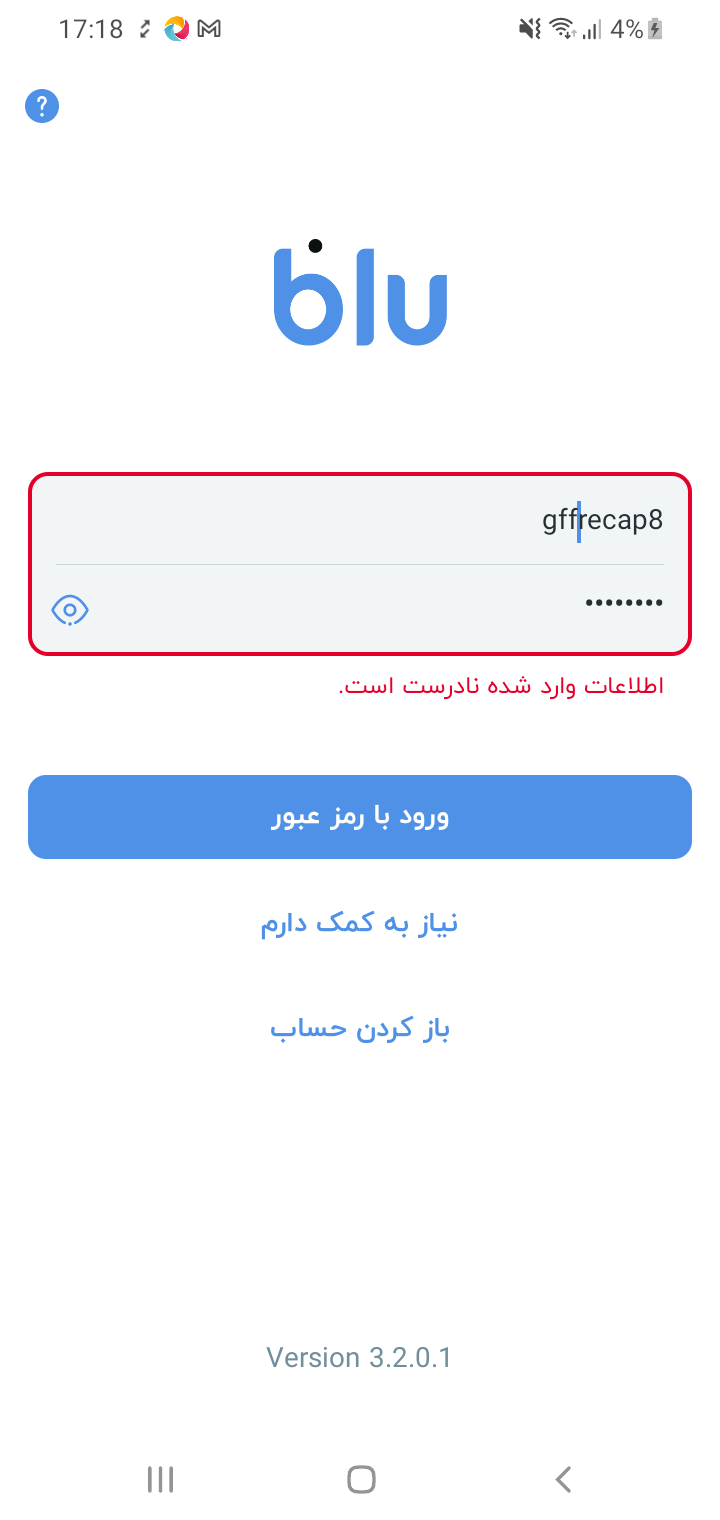 17:18 4%
?
blu
gffrecap8
••••••••
اطلاعات وارد شده نادرست است.
ورود با رمز عبور
نیاز به کمک دارم
باز کردن حساب
Version 3.2.0.1